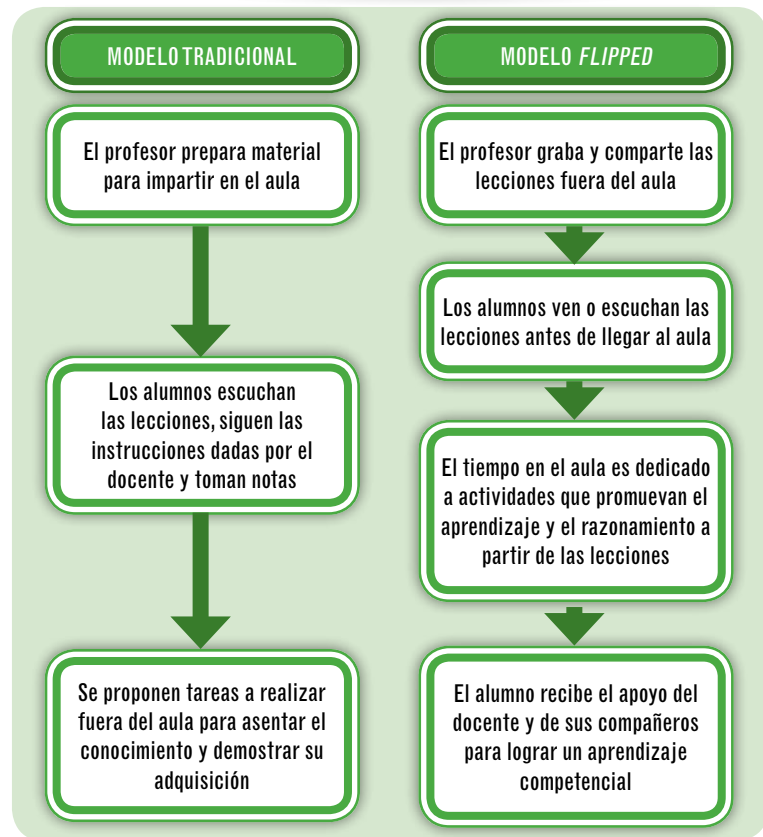 MODELO TRADICIONAL
El profesor prepara material
para impartir en el aula
Los alumnos escuchan
las lecciones, siguen las
instrucciones dadas por el
docente y toman notas
Se proponen tareas a realizar
fuera del aula para asentar el
conocimiento y demostrar su
adquisición
MODELO FLIPPED
El profesor graba y comparte las
lecciones fuera del aula
Los alumnos ven o escuchan las
lecciones antes de llegar al aula
El tiempo en el aula es dedicado
a actividades que promuevan el
aprendizaje y el razonamiento a
partir de las lecciones
El alumno recibe el apoyo del
docente y de sus compañeros
para lograr un aprendizaje
competencial